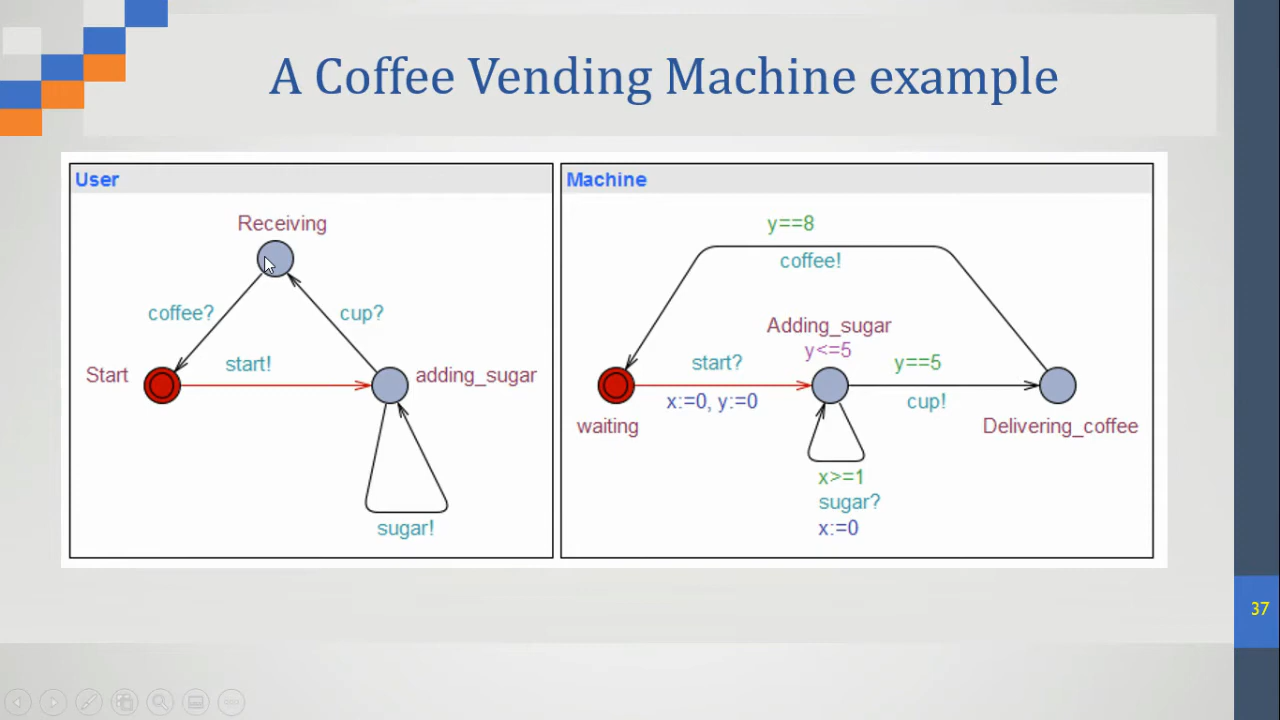 A Coffee Vending Machine example
User
Receiving
coffee?
cup?
start!
Start
adding_sugar
sugar!
Machine
y==8
coffee!
Adding_sugar
y<=5
start?
y==5
x:=0, y:=0
cup!
waiting
Delivering_coffee
x>=1
sugar?
x:=0
37